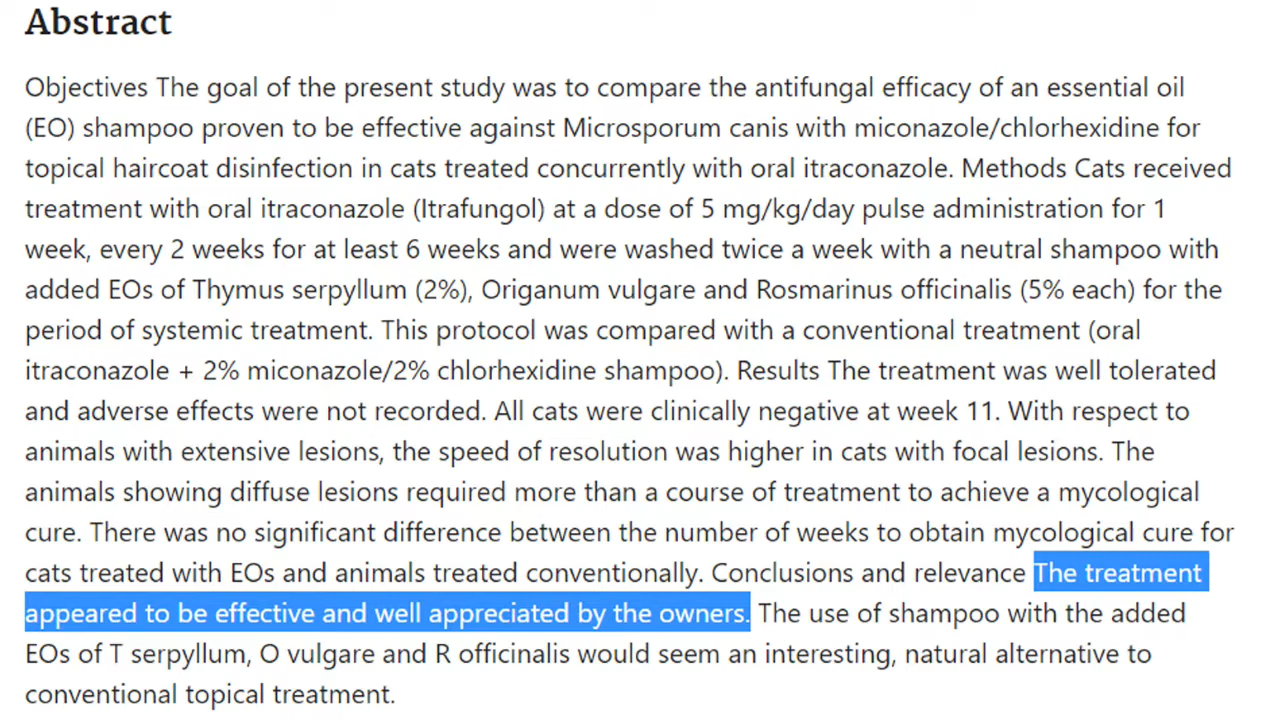 Abstract
Objectives The goal of the present study was to compare the antifungal efficacy of an essential oil
(EO) shampoo proven to be effective against Microsporum canis with miconazole/chlorhexidine for
topical haircoat disinfection in cats treated concurrently with oral itraconazole. Methods Cats received
treatment with oral itraconazole (Itrafungol) at a dose of 5 mg/kg/day pulse administration for 1
week, every 2 weeks for at least 6 weeks and were washed twice a week with a neutral shampoo with
added EOs of Thymus serpyllum (2%), Origanum vulgare and Rosmarinus officinalis (5% each) for the
period of systemic treatment. This protocol was compared with a conventional treatment (oral
itraconazole + 2% miconazole/2% chlorhexidine shampoo). Results The treatment was well tolerated
and adverse effects were not recorded. All cats were clinically negative at week 11. With respect to
animals with extensive lesions, the speed of resolution was higher in cats with focal lesions. The
animals showing diffuse lesions required more than a course of treatment to achieve a mycological
cure. There was no significant difference between the number of weeks to obtain mycological cure for
cats treated with EOs and animals treated conventionally. Conclusions and relevance The treatment
appeared to be effective and well appreciated by the owners. The use of shampoo with the added
EOs of T serpyllum, O vulgare and R officinalis would seem an interesting, natural alternative to
conventional topical treatment.